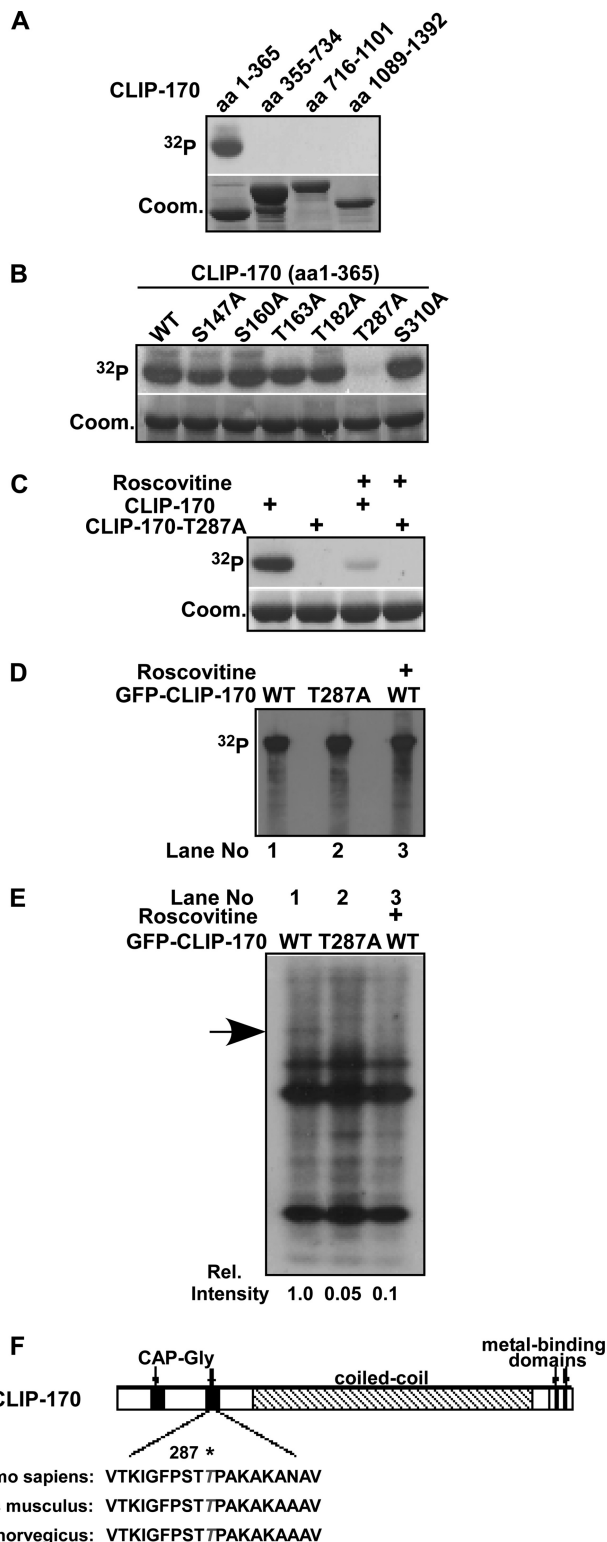 A
CLIP-170
aa 1-365
aa 355-734
aa 716-1101
aa 1089-1392
32P
Coom.
B
CLIP-170 (aa1-365)
WT S147A S160A T163A T182A T287A S310A
32P
Coom.
C
Roscovitine + +
CLIP-170 + +
CLIP-170-T287A + +
32P
Coom.
D
Roscovitine +
GFP-CLIP-170 WT T287A WT
32P
Lane No 1 2 3
E
Lane No 1 2 3
Roscovitine +
GFP-CLIP-170 WT T287A WT
Rel.
Intensity 1.0 0.05 0.1
F
metal-binding
domains
CAP-Gly
coiled-coil
CLIP-170
287 *
mo sapiens: VTKIGFPSTTPAKAKANAV
s musculus: VTKIGFPSTTPAKAKAAAV
norvegicus: VTKIGFPSTTPAKAKAAAV